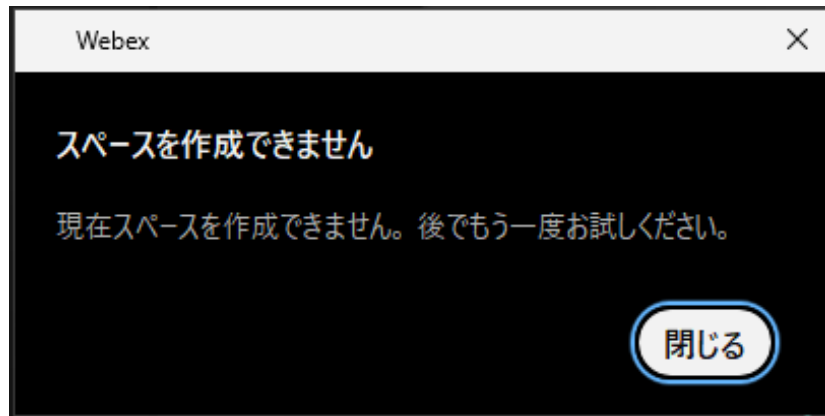 Webex
スペースを作成できません
現在スペースを作成できません。後でもう一度お試しください。
閉じる